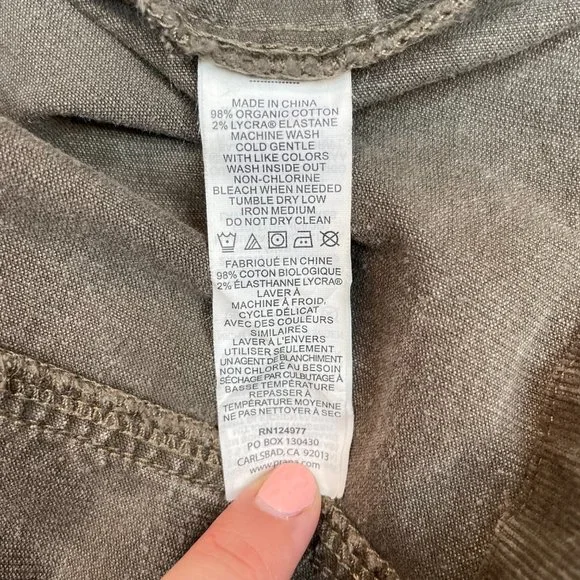 MADE IN CHINA
98% ORGANIC COTTON
2% LYCRA® ELASTANE
MACHINE WASH
COLD GENTLE
WITH LIKE COLORS
WASH INSIDE OUT
NON-CHLORINE
BLEACH WHEN NEEDED
TUMBLE DRY LOW
IRON MEDIUM
DO NOT DRY CLEAN
FABRIQUÉ EN CHINE
98% COTON BIOLOGIQUE
2% ÉLASTHANNE LYCRA®
LAVER À
MACHINE À FROID,
CYCLE DÉLICAT
AVEC DES COULEURS
SIMILAIRES
LAVER À L'ENVERS
UTILISER SEULEMENT
UN AGENT DE BLANCHIMENT
NON CHLORÉ AU BESOIN
SÉCHAGE PAR CULBUTAGE À
BASSE TEMPÉRATURE
REPASSER À
TEMPÉRATURE MOYENNE
NE PAS NETTOYER À SEC
RN124977
PO BOX 130430
CARLSBAD, CA 92013
www.prana.com